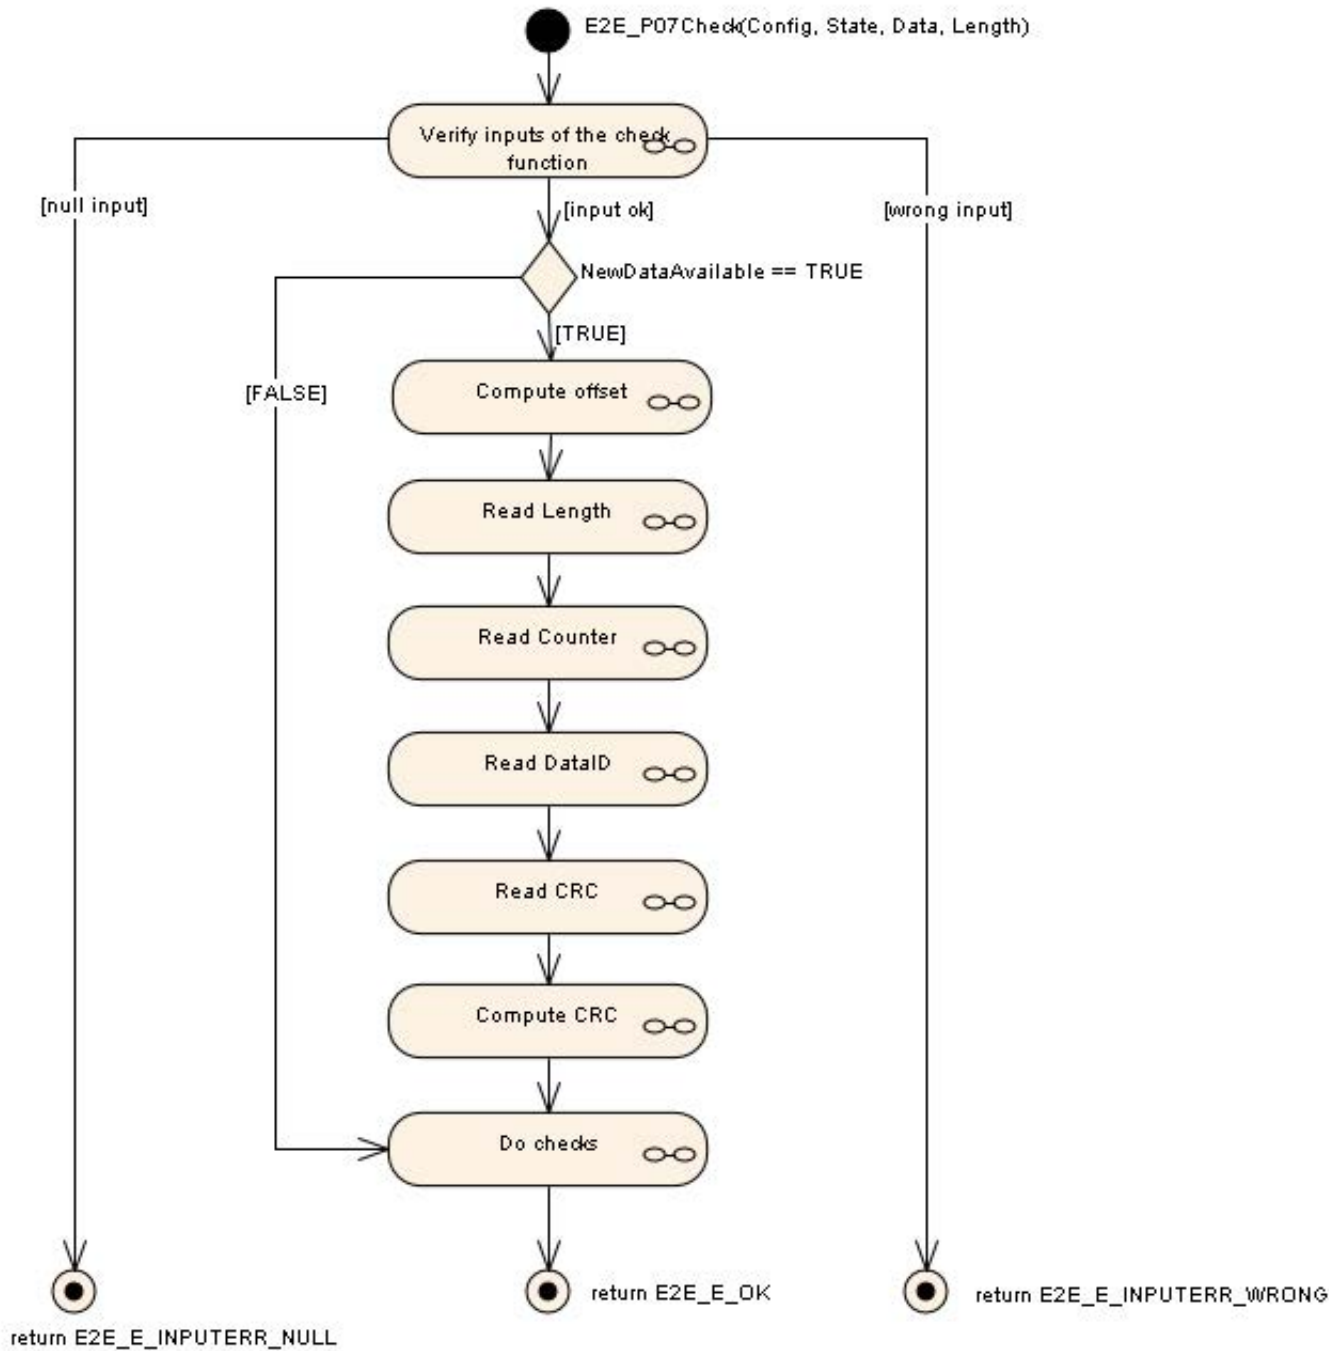 E2E_P07Check(Config, State, Data, Length)
Verify inputs of the check
function
[null input]
[input ok]
[wrong input]
NewDataAvailable == TRUE
[TRUE]
[FALSE]
Compute offset
Read Length
Read Counter
Read DataID
Read CRC
Compute CRC
Do checks
return E2E_E_OK
return E2E_E_INPUTERR_WRONG
return E2E_E_INPUTERR_NULL